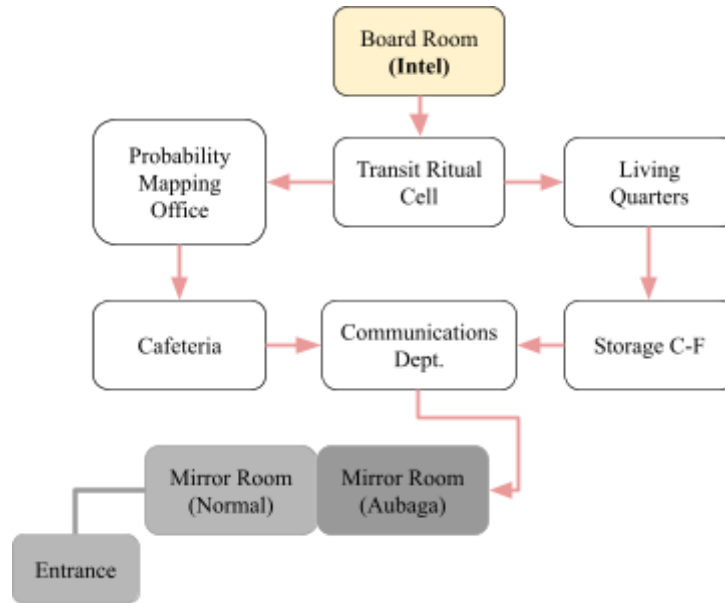 Board Room
(Intel)
Probability
Mapping
Office
Transit Ritual
Cell
Living
Quarters
Cafeteria
Communications
Dept.
Storage C-F
Mirror Room
(Normal)
Mirror Room
(Aubaga)
Entrance